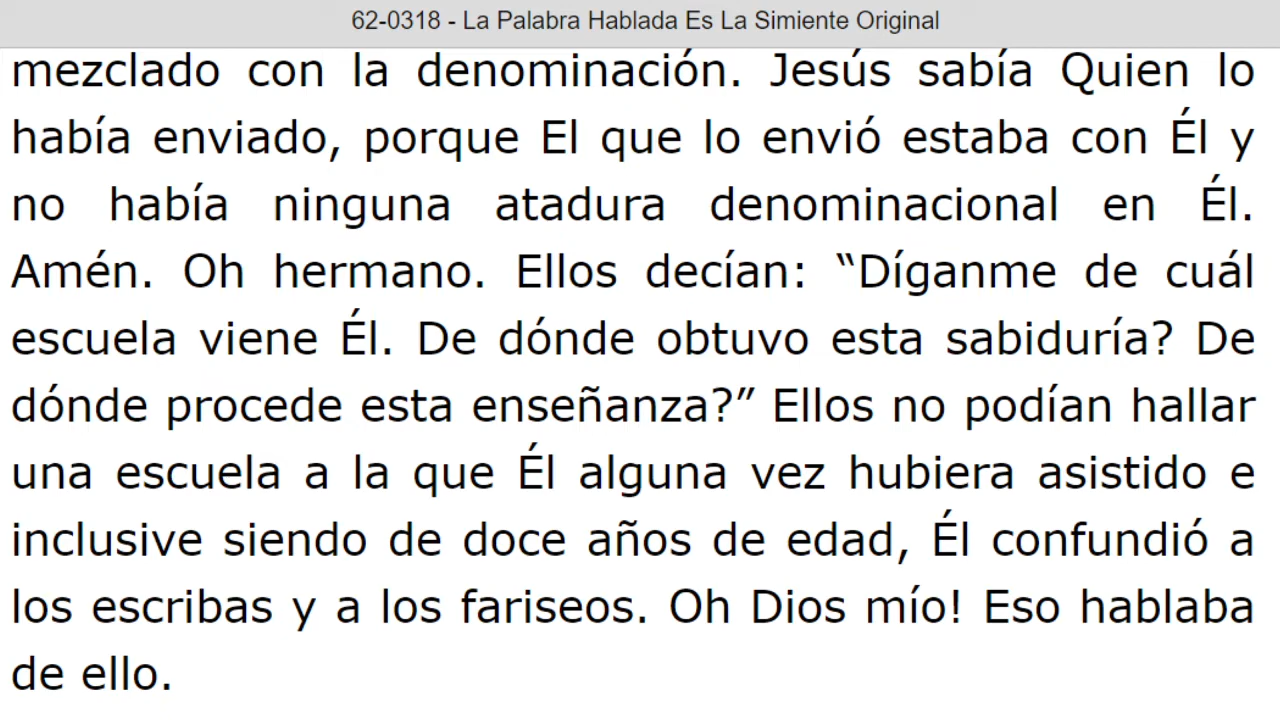 62-0318 - La Palabra Hablada Es La Simiente Original
mezclado con la denominación. Jesús sabía Quien lo
había enviado, porque El que lo envió estaba con Él y
no había ninguna atadura denominacional en Él.
Amén. Oh hermano. Ellos decían: “Díganme de cuál
escuela viene Él. De dónde obtuvo esta sabiduría? De
dónde procede esta enseñanza?” Ellos no podían hallar
una escuela a la que Él alguna vez hubiera asistido e
inclusive siendo de doce años de edad, Él confundió a
los escribas y a los fariseos. Oh Dios mío! Eso hablaba
de ello.